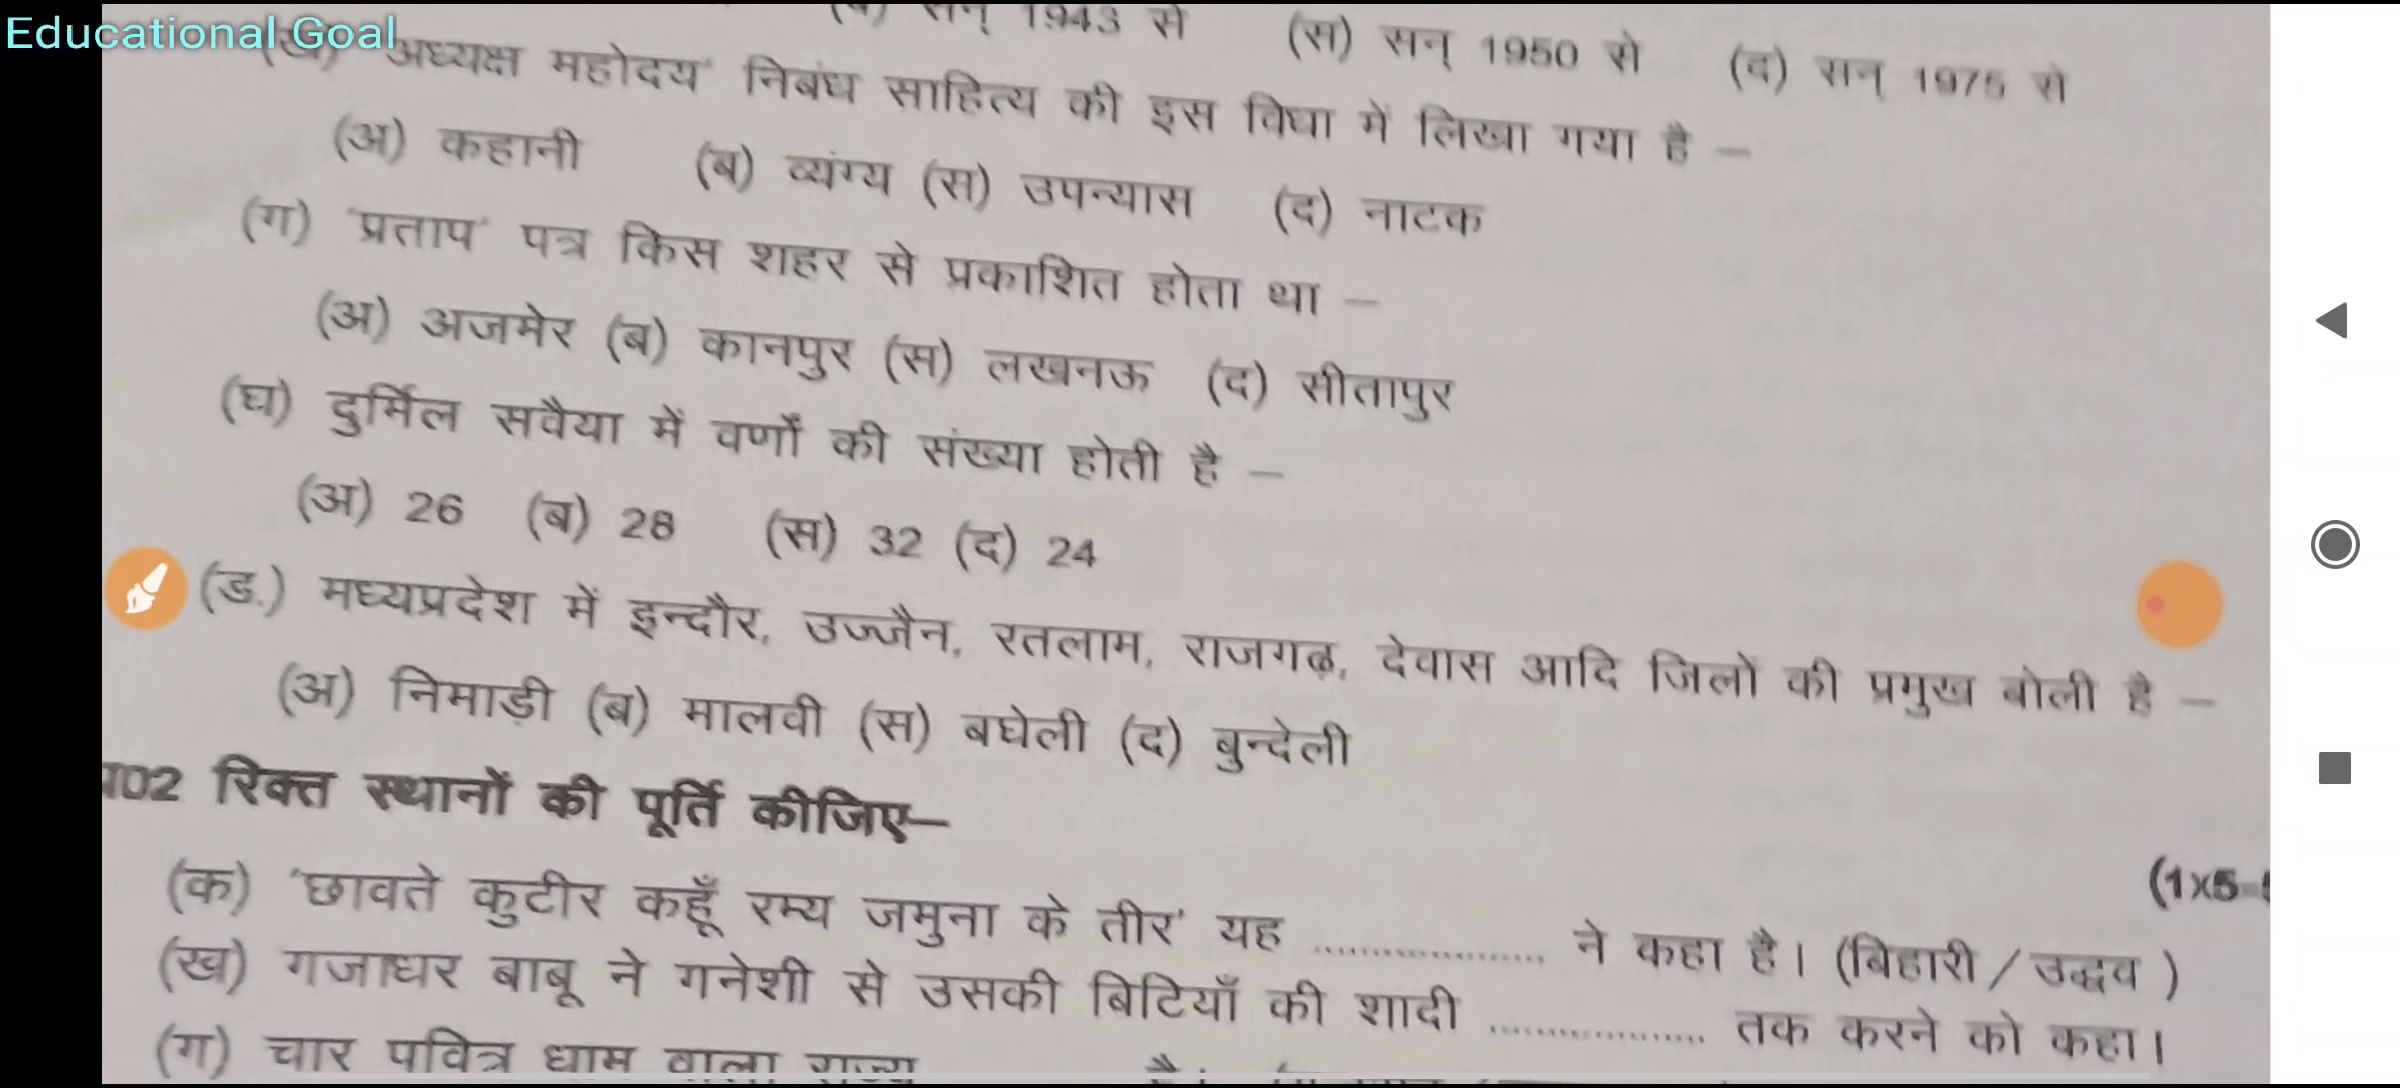 Educational Goal
सन् 1943 से (स) सन् 1950 से (द) सन् 1975 से
(ख) 'अध्यक्ष महोदय' निबंध साहित्य की इस विधा में लिखा गया है –
(अ) कहानी (ब) व्यंग्य (स) उपन्यास (द) नाटक
(ग) 'प्रताप' पत्र किस शहर से प्रकाशित होता था –
(अ) अजमेर (ब) कानपुर (स) लखनऊ (द) सीतापुर
(घ) दुर्मिल सवैया में वर्णों की संख्या होती है –
(अ) 26 (ब) 28 (स) 32 (द) 24
(ड.) मध्यप्रदेश में इन्दौर, उज्जैन, रतलाम, राजगढ़, देवास आदि जिलों की प्रमुख बोली है –
(अ) निमाड़ी (ब) मालवी (स) बघेली (द) बुन्देली
02 रिक्त स्थानों की पूर्ति कीजिए–
(1×5=
(क) 'छावते कुटीर कहूँ रम्य जमुना के तीर' यह ................. ने कहा है। (बिहारी / उद्धव )
(ख) गजाधर बाबू ने गनेशी से उसकी बिटियाँ की शादी ................ तक करने को कहा।
(ग) चार पवित्र धाम वाला राज्य है।